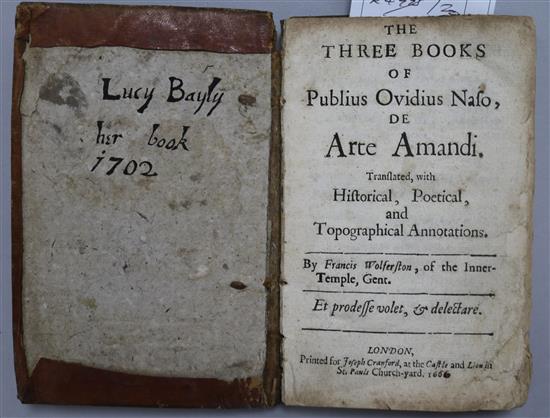 Lucy Bayly
her book
1702
THE
THREE BOOKS
OF
Publius Ovidius Naſo,
DE
Arte Amandi.
Tranſlated, with
Hiſtorical, Poetical,
and
Topographical Annotations.
By Francis Wolferſton, of the Inner-
Temple, Gent.
Et prodeſſe volet, & delectare.
LONDON,
Printed for Joſeph Cranford, at the Caſtle and Lion in
St. Pauls Church-yard. 1666